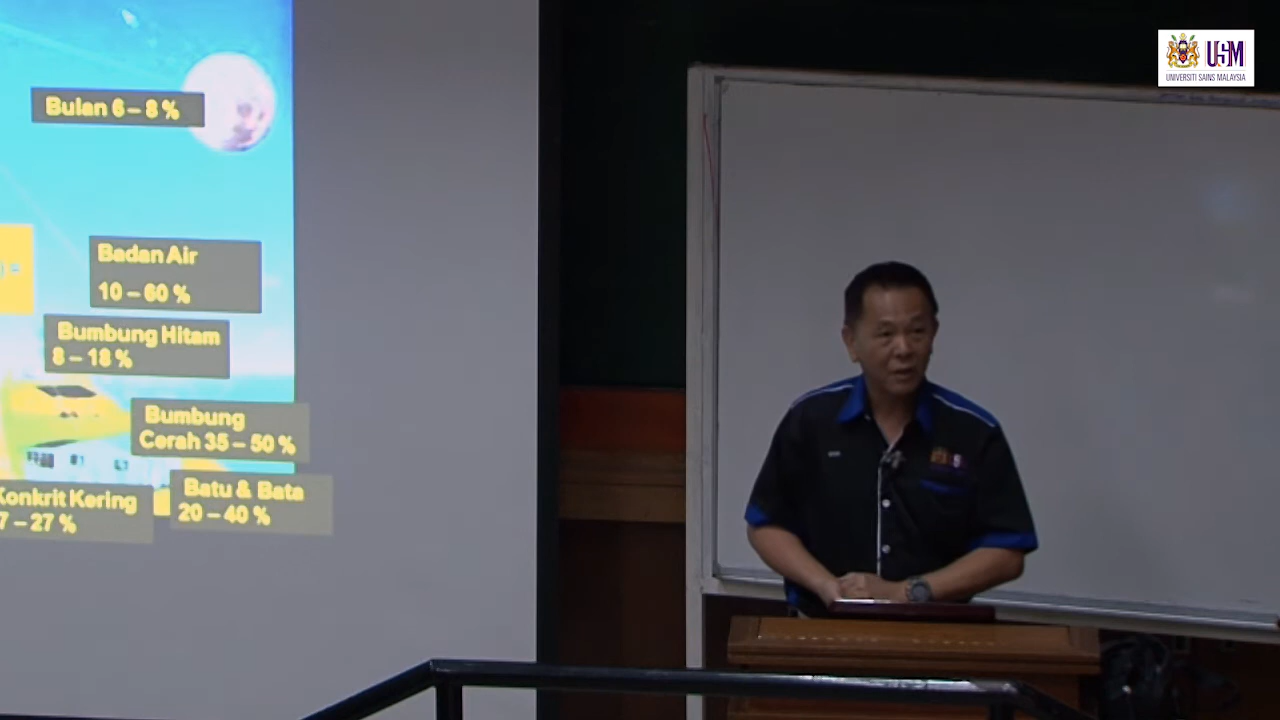 Bulan 6 – 8 %
Badan Air
10 – 60 %
Bumbung Hitam
8 – 18 %
Bumbung
Cerah 35 – 50 %
Batu & Bata
20 – 40 %
Konkrit Kering
7 – 27 %
USM
UNIVERSITI SAINS MALAYSIA